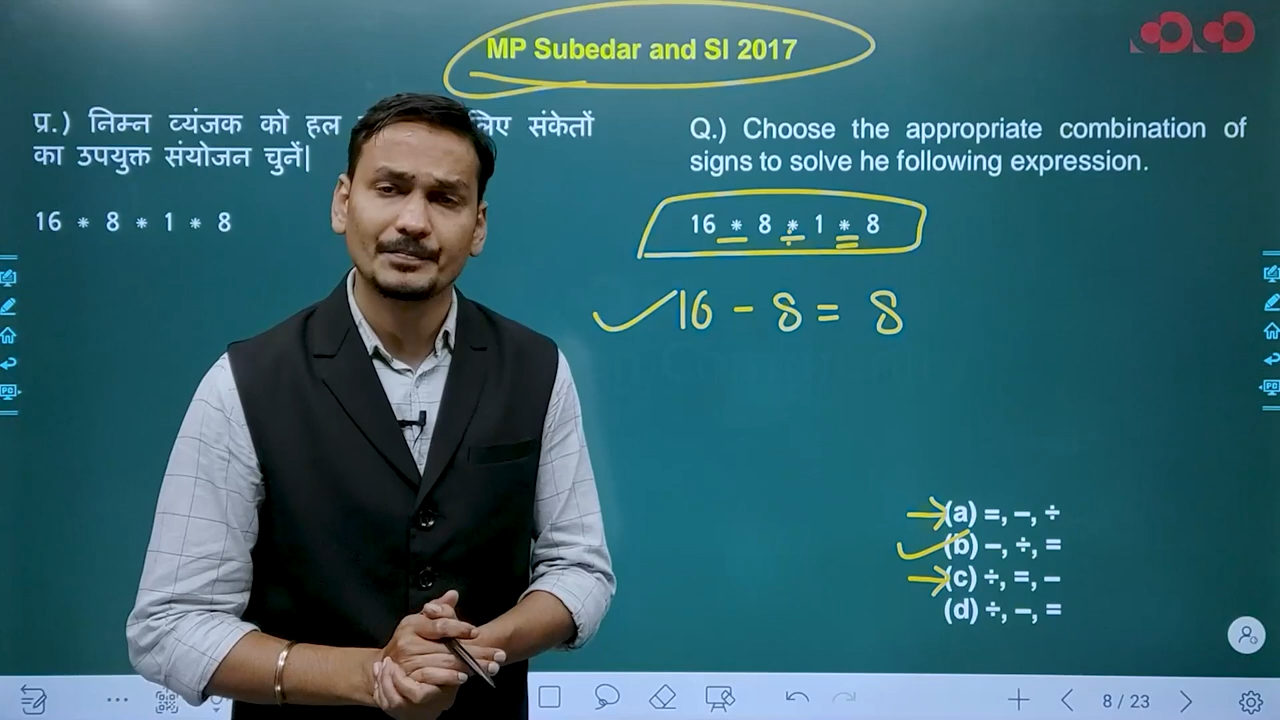 MP Subedar and SI 2017
प्र.) निम्न व्यंजक को हल लिए संकेतों
का उपयुक्त संयोजन चुनें|
16 * 8 * 1 * 8
Q.) Choose the appropriate combination of
signs to solve he following expression.
16 * 8 * 1 * 8
- ÷ =
16 - 8 = 8
(a) =, –, ÷
(b) –, ÷, =
(c) ÷, =, –
(d) ÷, –, =
8 / 23